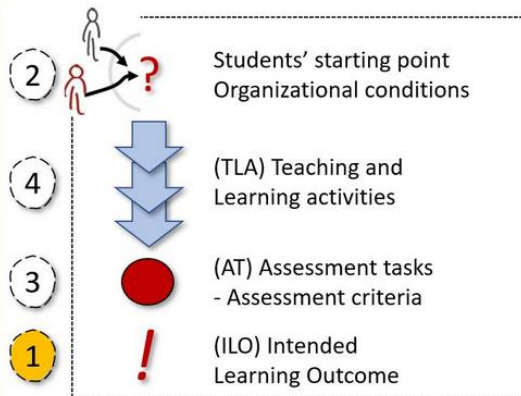 2
?
Students' starting point
Organizational conditions
4
(TLA) Teaching and
Learning activities
3
(AT) Assessment tasks
- Assessment criteria
1
!
(ILO) Intended
Learning Outcome